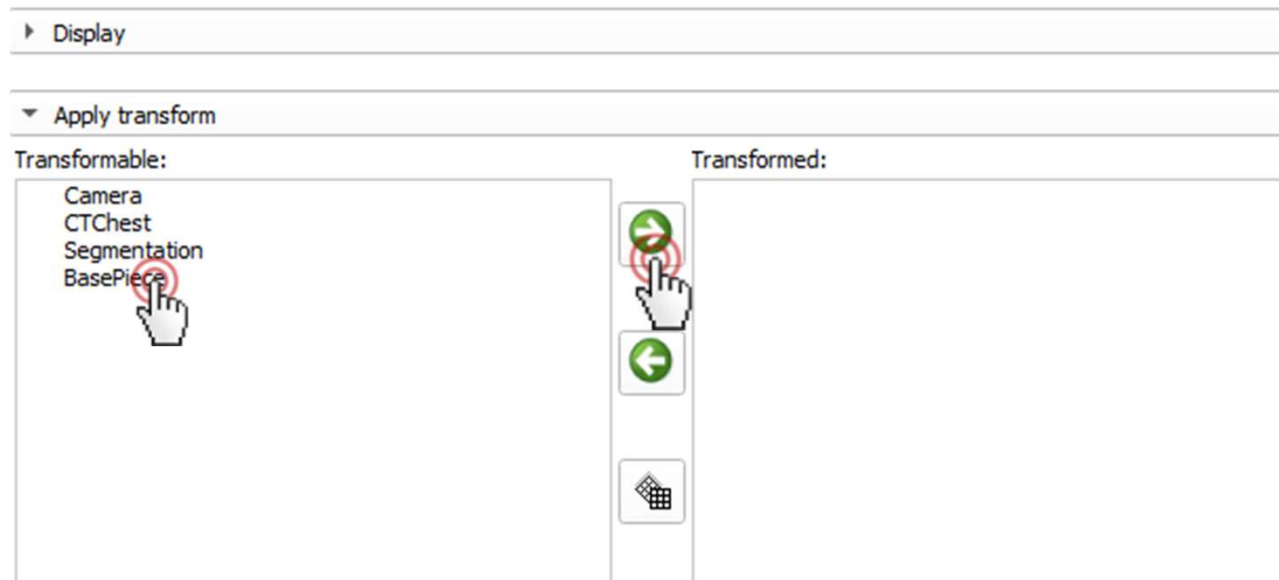 Display
Apply transform
Transformable:
Transformed:
Camera
CTChest
Segmentation
BasePiece